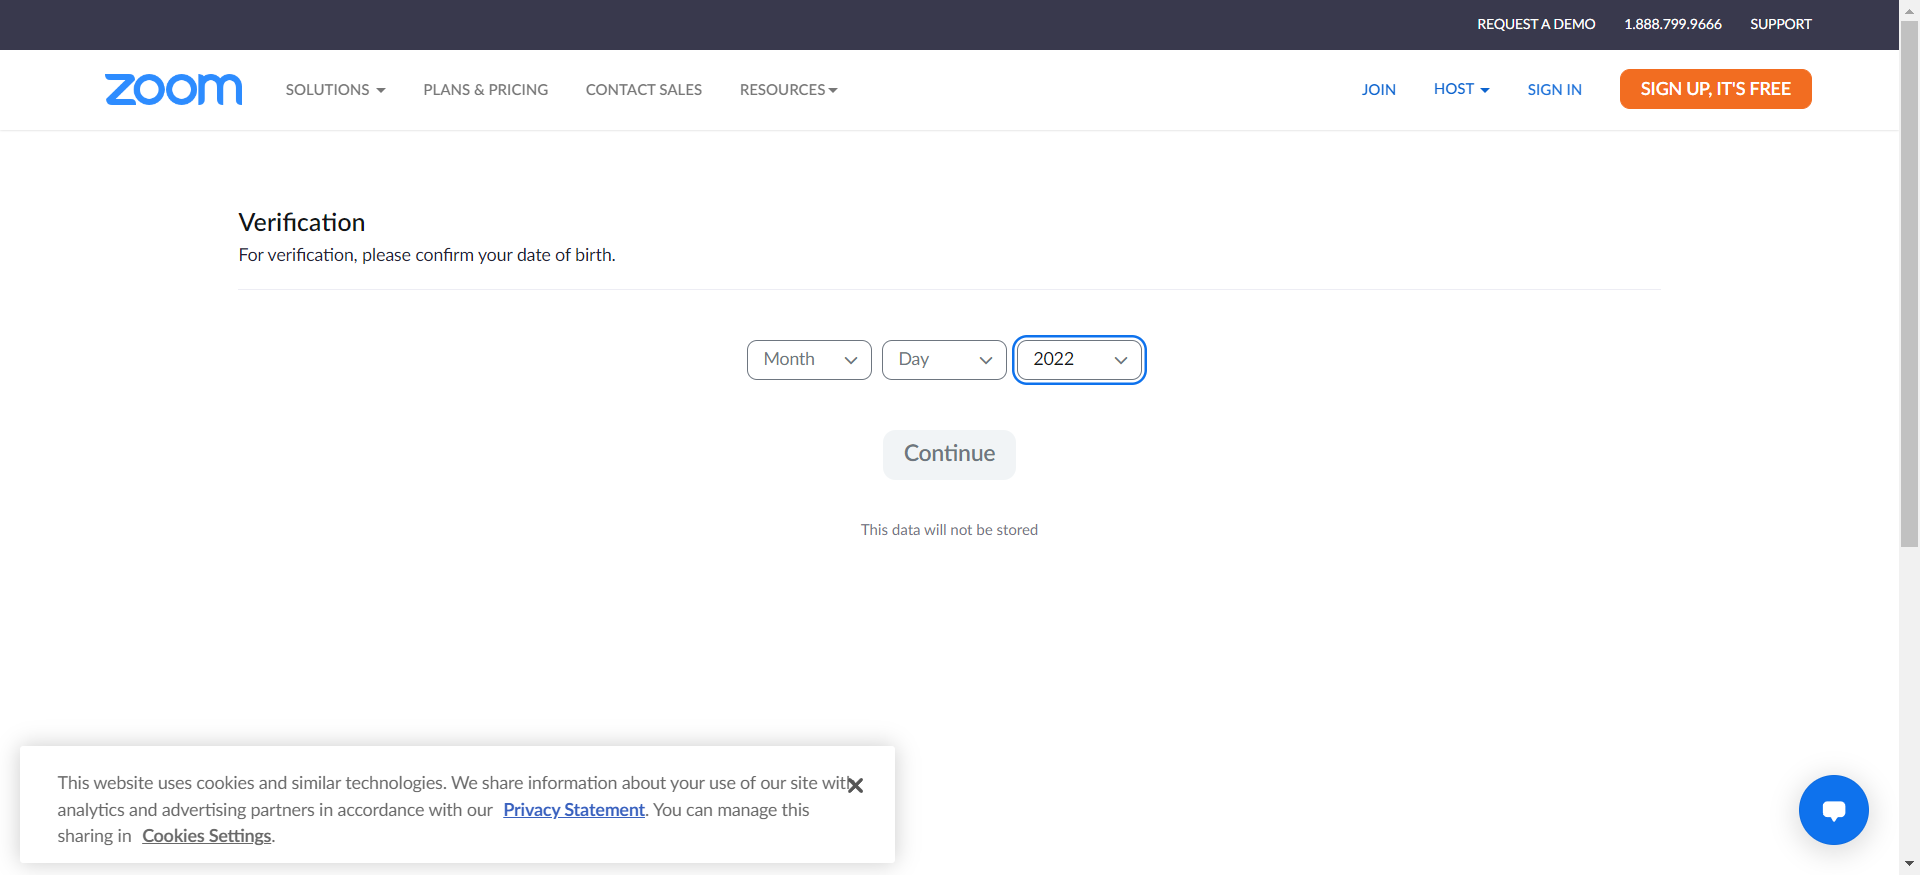 REQUEST A DEMO 1.888.799.9666 SUPPORT
zoom SOLUTIONS PLANS & PRICING CONTACT SALES RESOURCES JOIN HOST SIGN IN SIGN UP, IT'S FREE
Verification
For verification, please confirm your date of birth.
Month Day 2022
Continue
This data will not be stored
This website uses cookies and similar technologies. We share information about your use of our site with
analytics and advertising partners in accordance with our Privacy Statement. You can manage this
sharing in Cookies Settings.